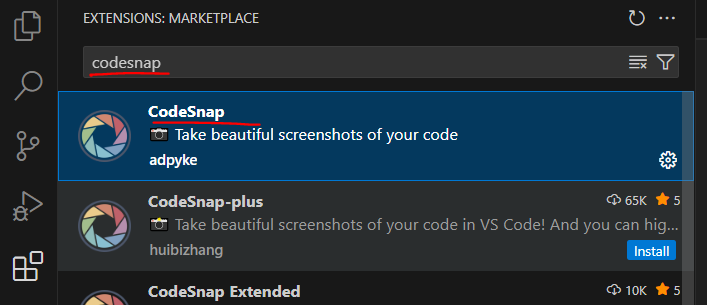 EXTENSIONS: MARKETPLACE
codesnap
CodeSnap
Take beautiful screenshots of your code
adpyke
CodeSnap-plus 65K 5
Take beautiful screenshots of your code in VS Code! And you can hig...
huibizhang Install
CodeSnap Extended 10K 5